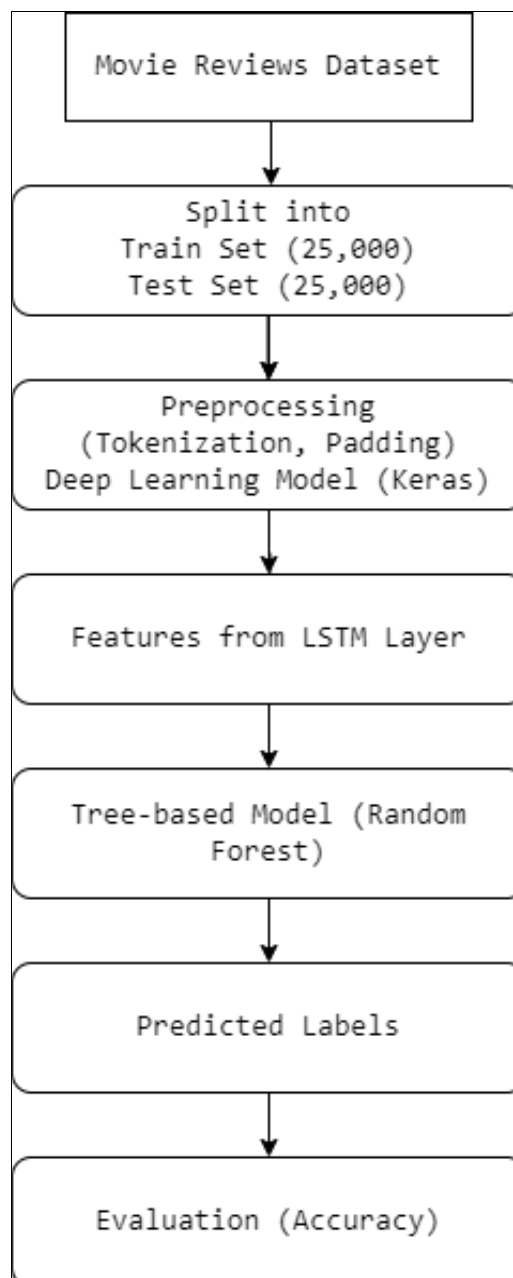 Movie Reviews Dataset
Split into
Train Set (25,000)
Test Set (25,000)
Preprocessing
(Tokenization, Padding)
Deep Learning Model (Keras)
Features from LSTM Layer
Tree-based Model (Random
Forest)
Predicted Labels
Evaluation (Accuracy)